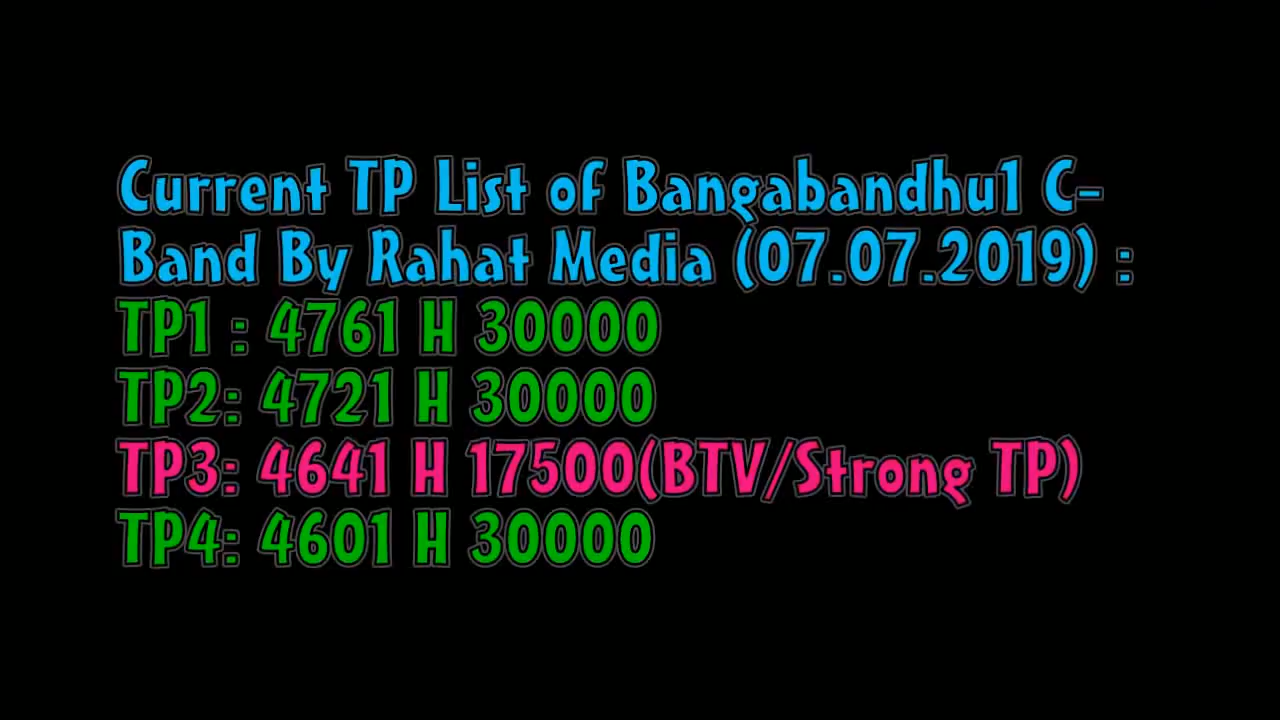 Current TP List of Bangabandhu1 C-
Band By Rahat Media (07.07.2019) :
TP1 : 4761 H 30000
TP2: 4721 H 30000
TP3: 4641 H 17500(BTV/Strong TP)
TP4: 4601 H 30000